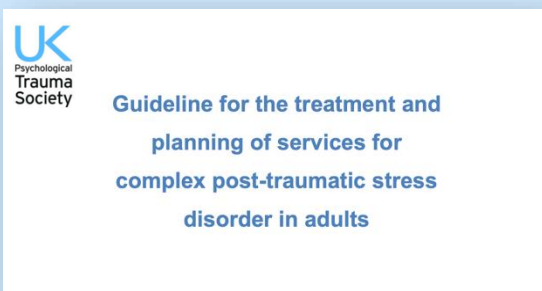 UK
Psychological
Trauma
Society
Guideline for the treatment and
planning of services for
complex post-traumatic stress
disorder in adults